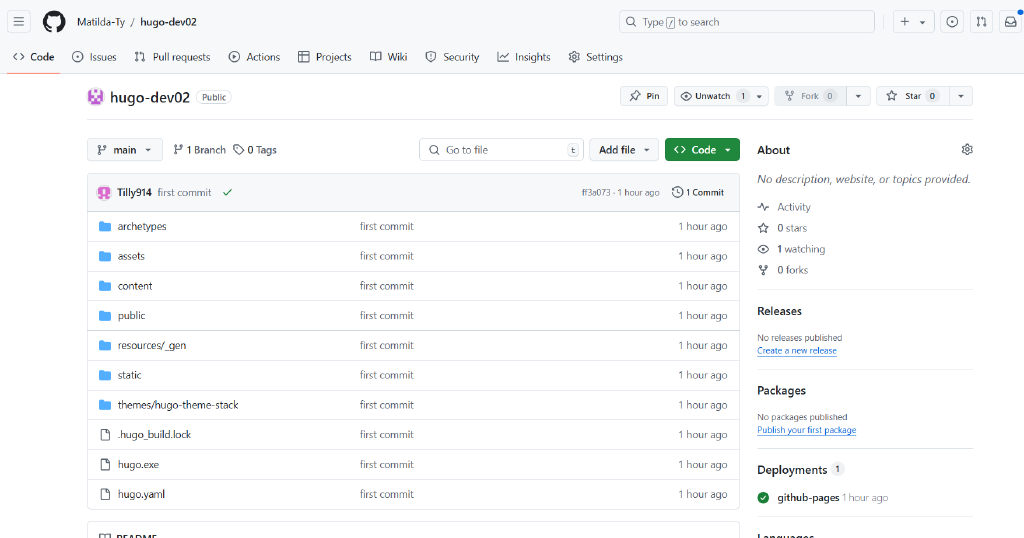 Matilda-Ty / hugo-dev02
Type / to search
Code Issues Pull requests Actions Projects Wiki Security Insights Settings
hugo-dev02 Public
Pin Unwatch 1 Fork 0 Star 0
main 1 Branch 0 Tags
Go to file t Add file Code
Tilly914 first commit ff3a073 · 1 hour ago 1 Commit
archetypes first commit 1 hour ago
assets first commit 1 hour ago
content first commit 1 hour ago
public first commit 1 hour ago
resources/_gen first commit 1 hour ago
static first commit 1 hour ago
themes/hugo-theme-stack first commit 1 hour ago
.hugo_build.lock first commit 1 hour ago
hugo.exe first commit 1 hour ago
hugo.yaml first commit 1 hour ago
README
About
No description, website, or topics provided.
Activity
0 stars
1 watching
0 forks
Releases
No releases published
Create a new release
Packages
No packages published
Publish your first package
Deployments 1
github-pages 1 hour ago
Languages